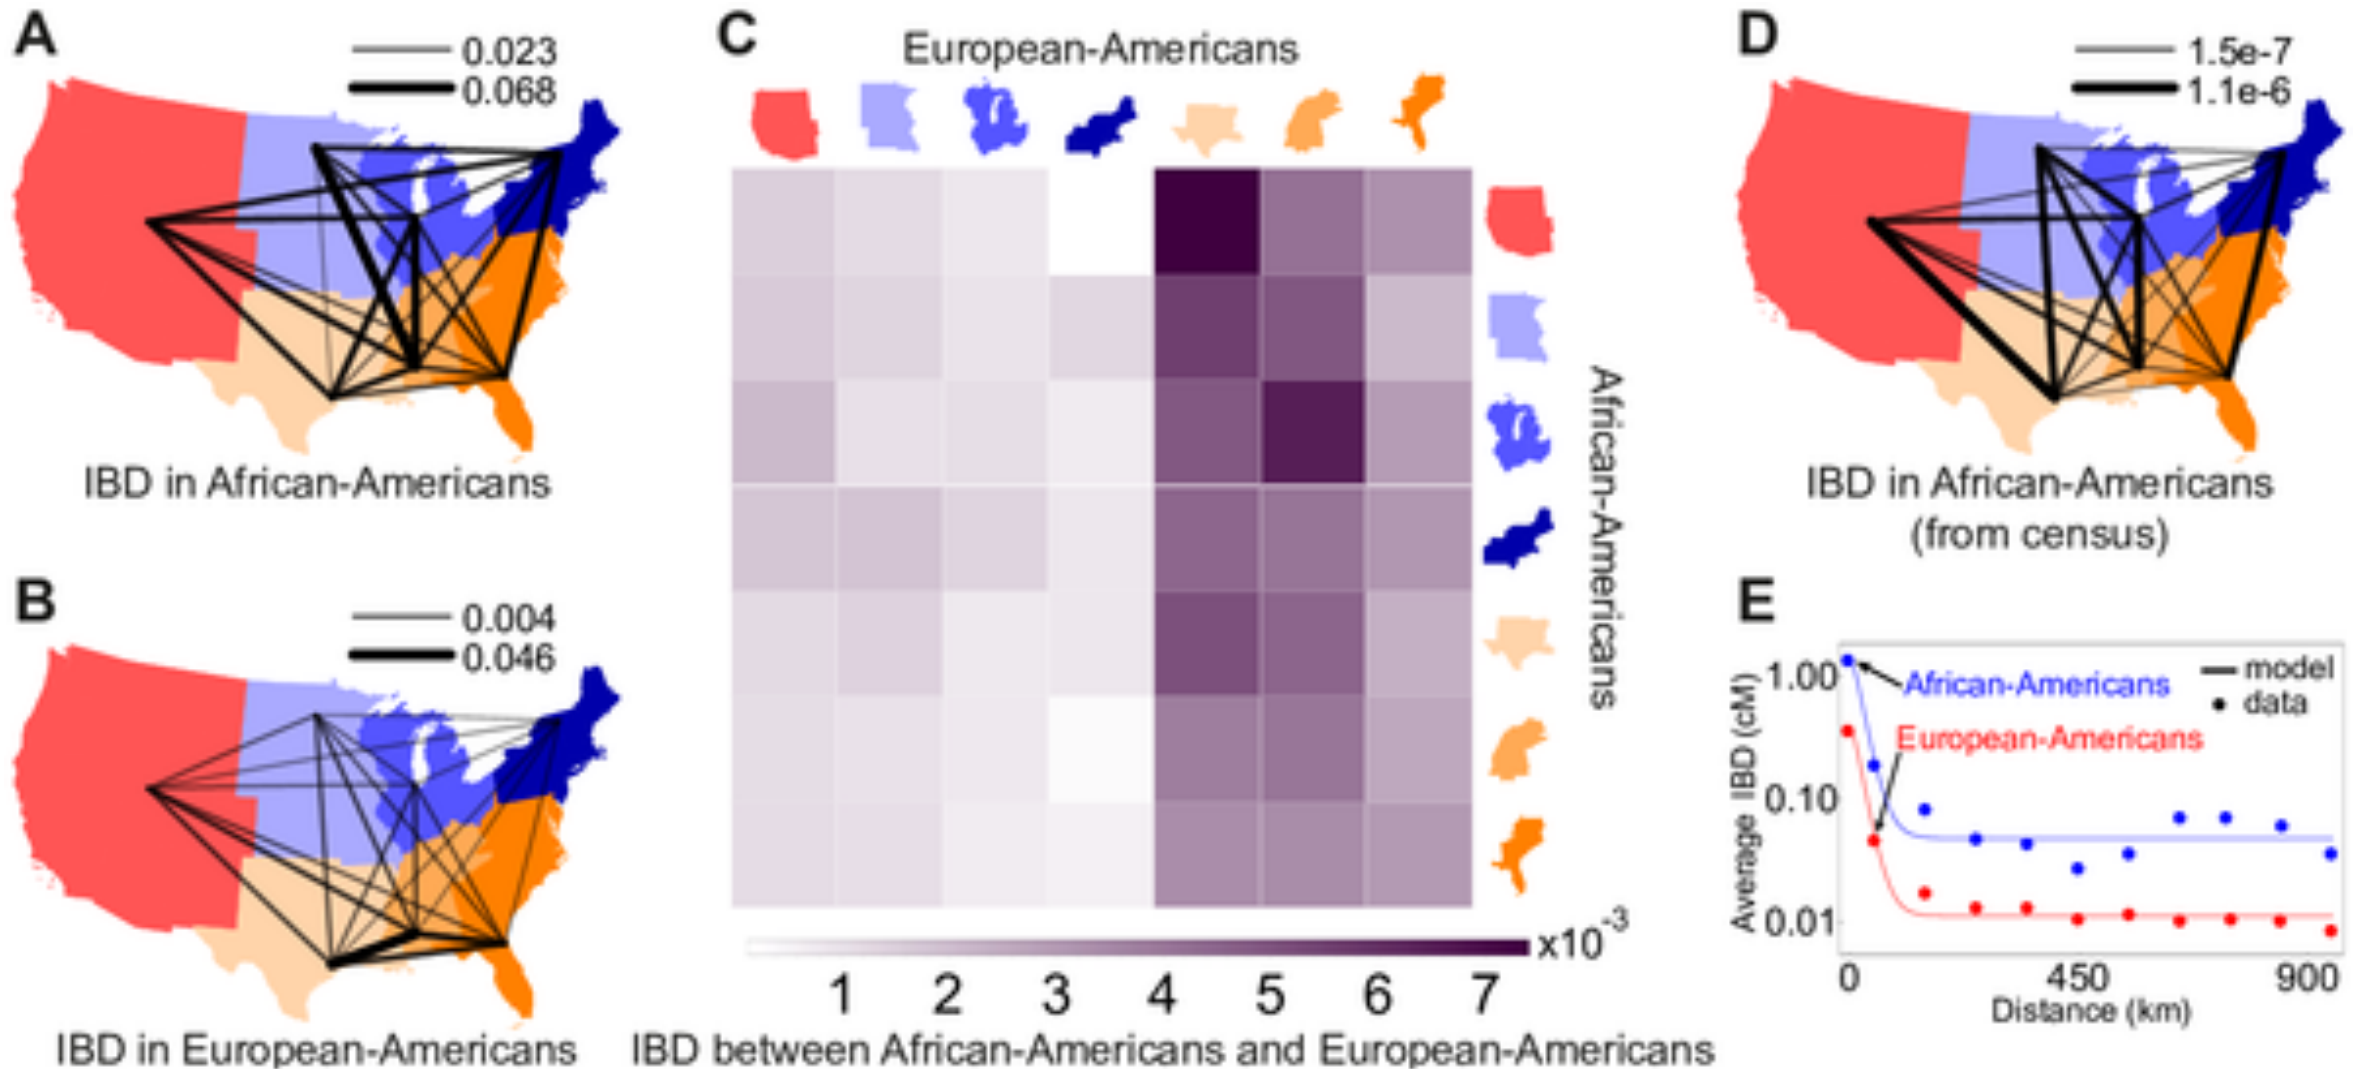 A
0.023
0.068
IBD in African-Americans
B
0.004
0.046
IBD in European-Americans
C
European-Americans
African-Americans
x10-3
1 2 3 4 5 6 7
IBD between African-Americans and European-Americans
D
1.5e-7
1.1e-6
IBD in African-Americans
(from census)
E
Average IBD (cM)
1.00
0.10
0.01
African-Americans
European-Americans
model
data
0 450 900
Distance (km)